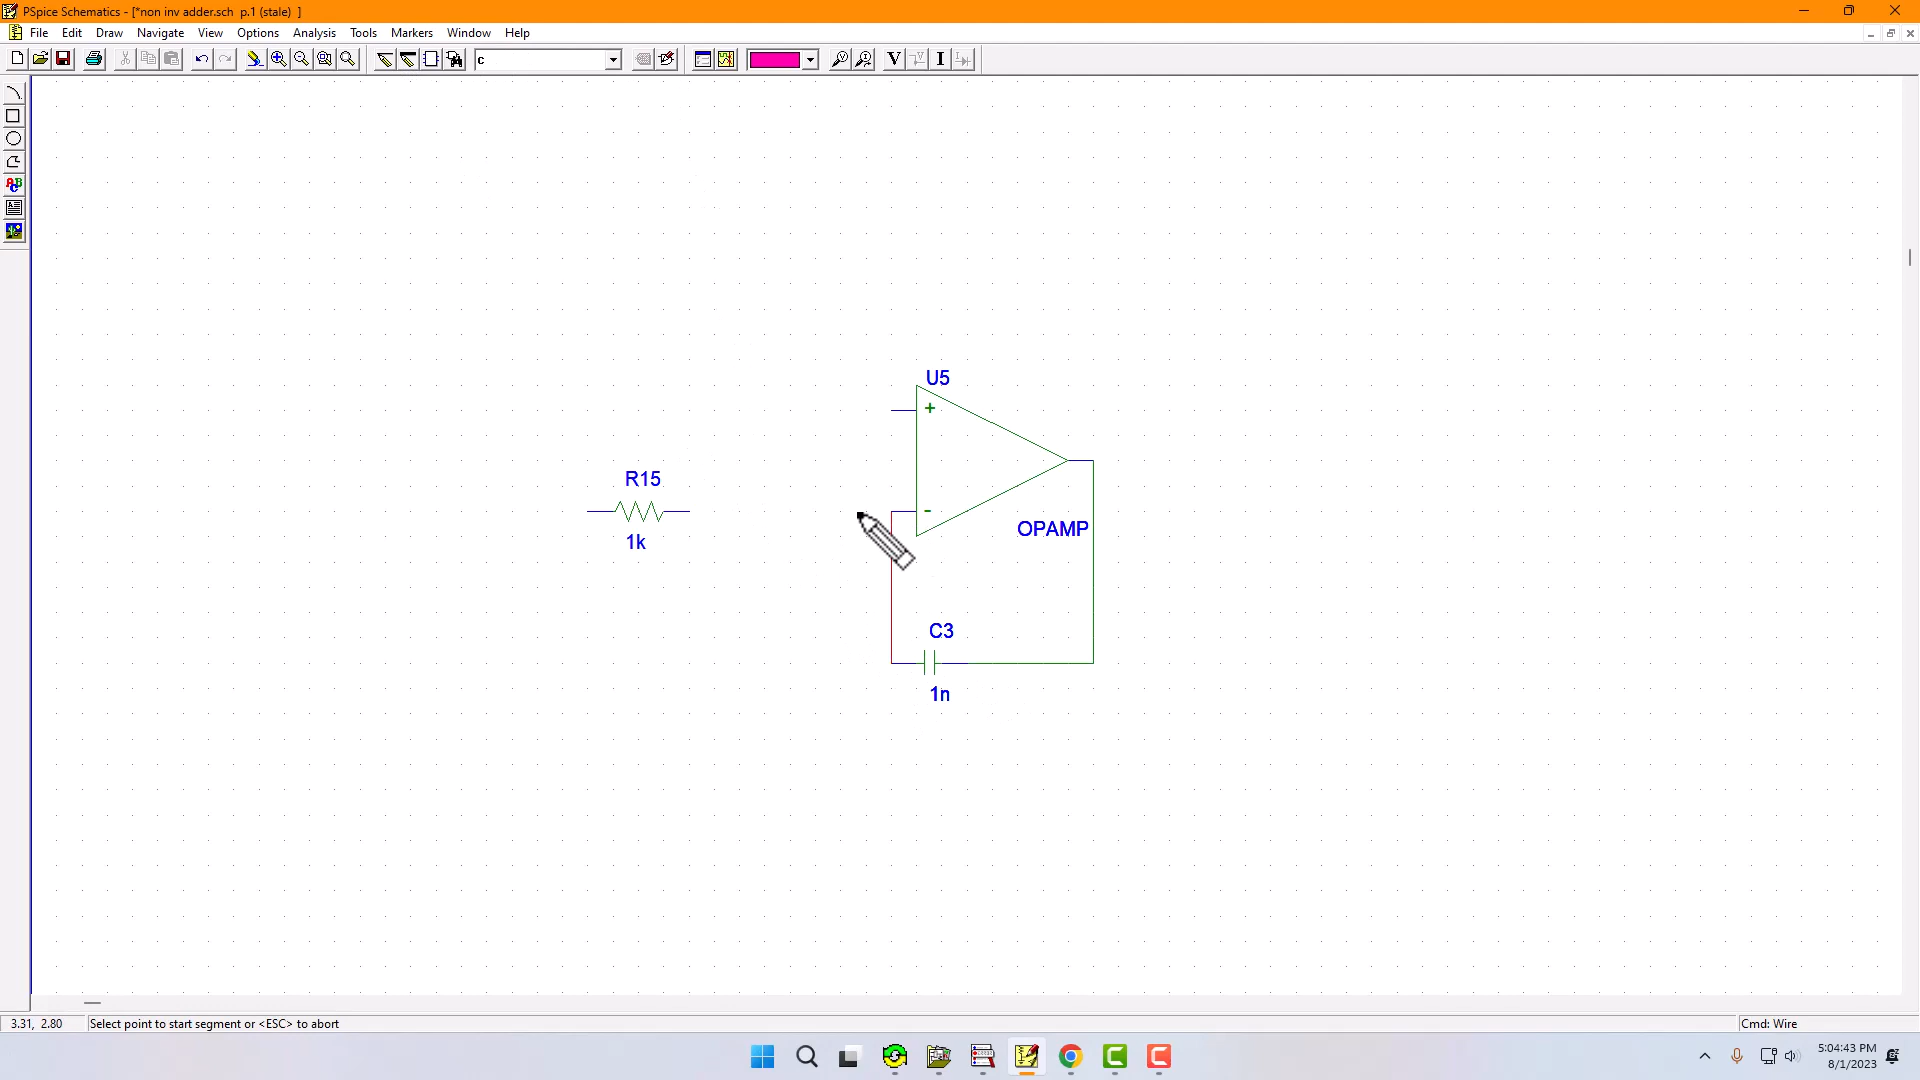 PSpice Schematics - [*non inv adder.sch  p.1 (stale)  ]
File Edit Draw Navigate View Options Analysis Tools Markers Window Help
c V V I
ABC
U5
+
R15
-
OPAMP
1k
C3
1n
3.31, 2.80 Select point to start segment or <ESC> to abort Cmd: Wire
5:04:43 PM
8/1/2023